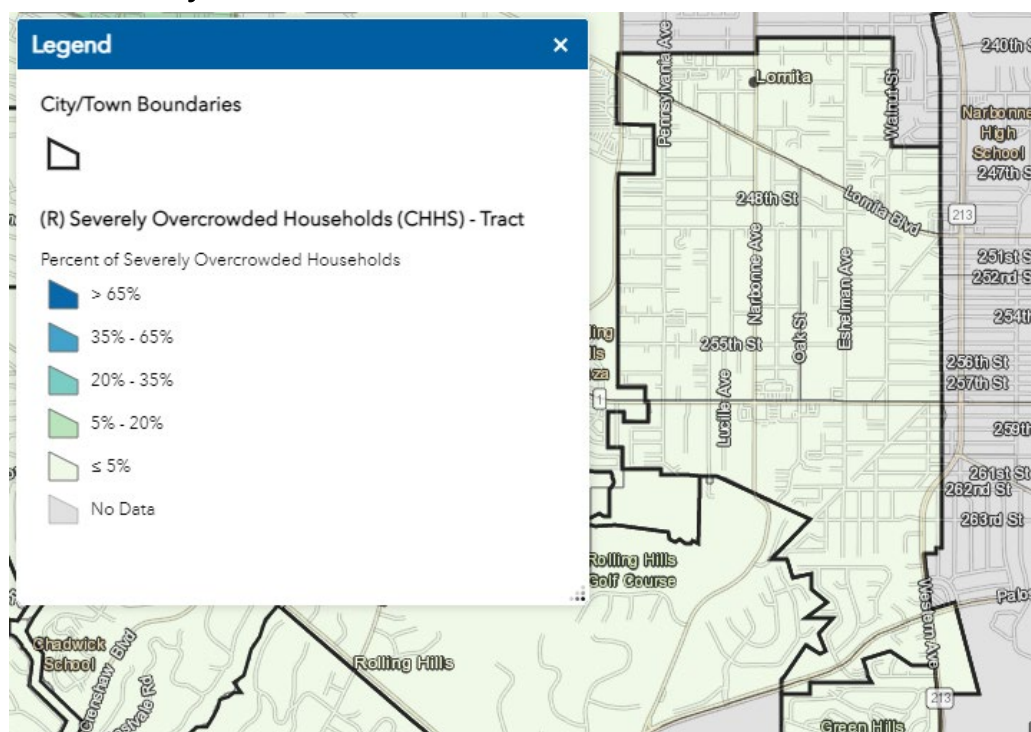 Legend
×
City/Town Boundaries
(R) Severely Overcrowded Households (CHHS) - Tract
Percent of Severely Overcrowded Households
> 65%
35% - 65%
20% - 35%
5% - 20%
≤ 5%
No Data
Pennsylvania Ave
Lomita
Walnut St
240th
Narbonne
High
School
247th S
248th St
Lomita Blvd
213
Narbonne Ave
Eshelman Ave
251st S
252nd S
254th
Oak St
255th St
256th St
257th St
1
Lucille Ave
259th
261st St
262nd St
263rd St
Rolling Hills
Golf Course
Western Ave
Palos
Chadwick
School
Crenshaw Blvd
Rolling Hills
213
Green Hills